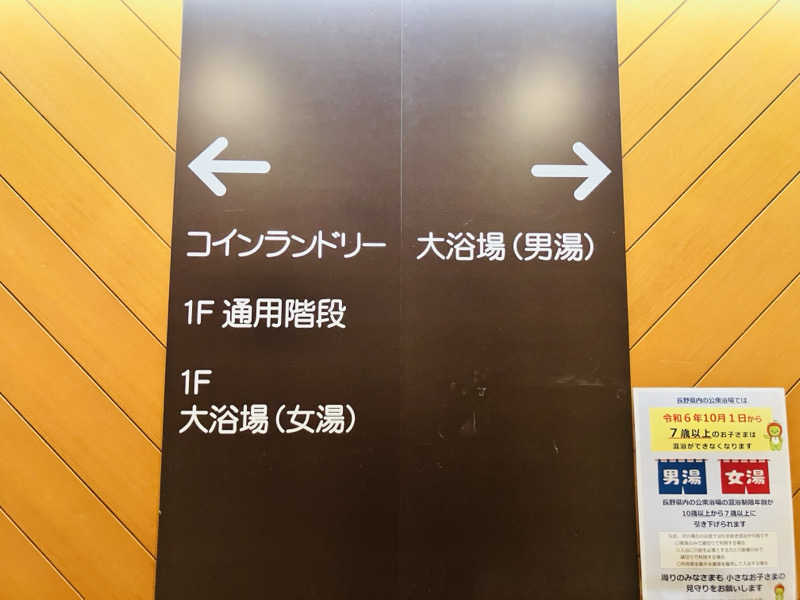 コインランドリー
1F 通用階段
1F
大浴場（女湯）
大浴場（男湯）
長野県内の公衆浴場では
令和６年10月１日から
７歳以上のお子さまは
混浴ができなくなります
男湯
女湯
長野県内の公衆浴場の混浴制限年齢が
10歳以上から７歳以上に
引き下げられます
周りのみなさまも 小さなお子さまの
見守りをお願いします